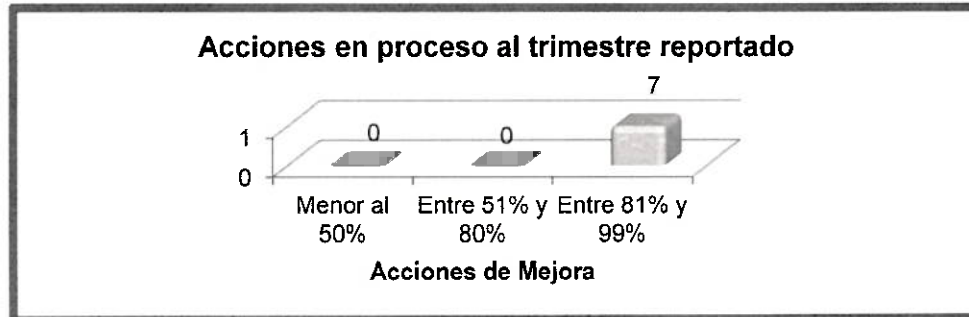 Acciones en proceso al trimestre reportado
7
1
0
0
0
Menor al 50%
Entre 51% y 80%
Entre 81% y 99%
Acciones de Mejora